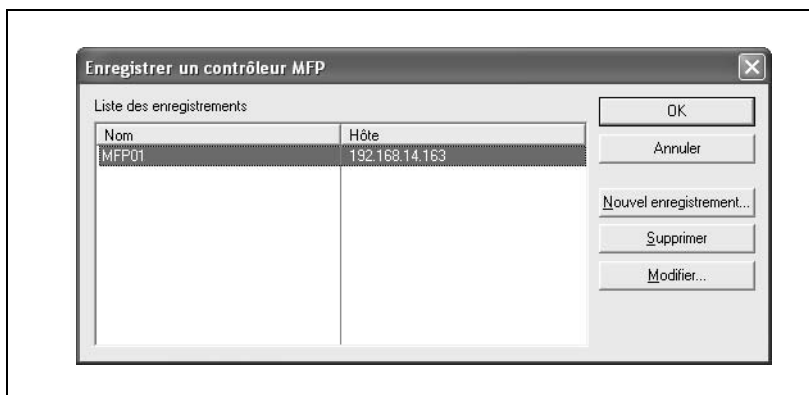 Enregistrer un contrôleur MFP
Liste des enregistrements
Nom Hôte
MFP01 192.168.14.163
OK
Annuler
Nouvel enregistrement...
Supprimer
Modifier...